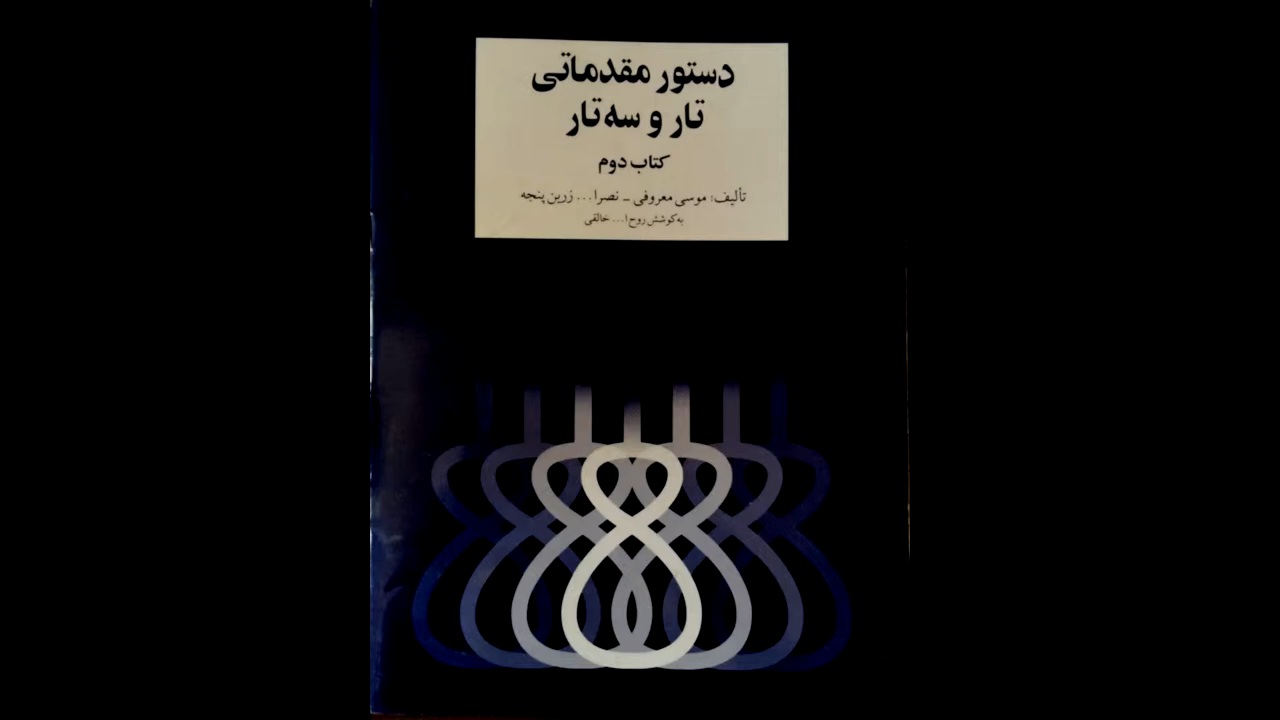 دستور مقدماتی
تار و سه‌تار
کتاب دوم
تألیف: موسی معروفی ـ نصرا... زرین پنجه
به‌کوشش روح ا... خالقی